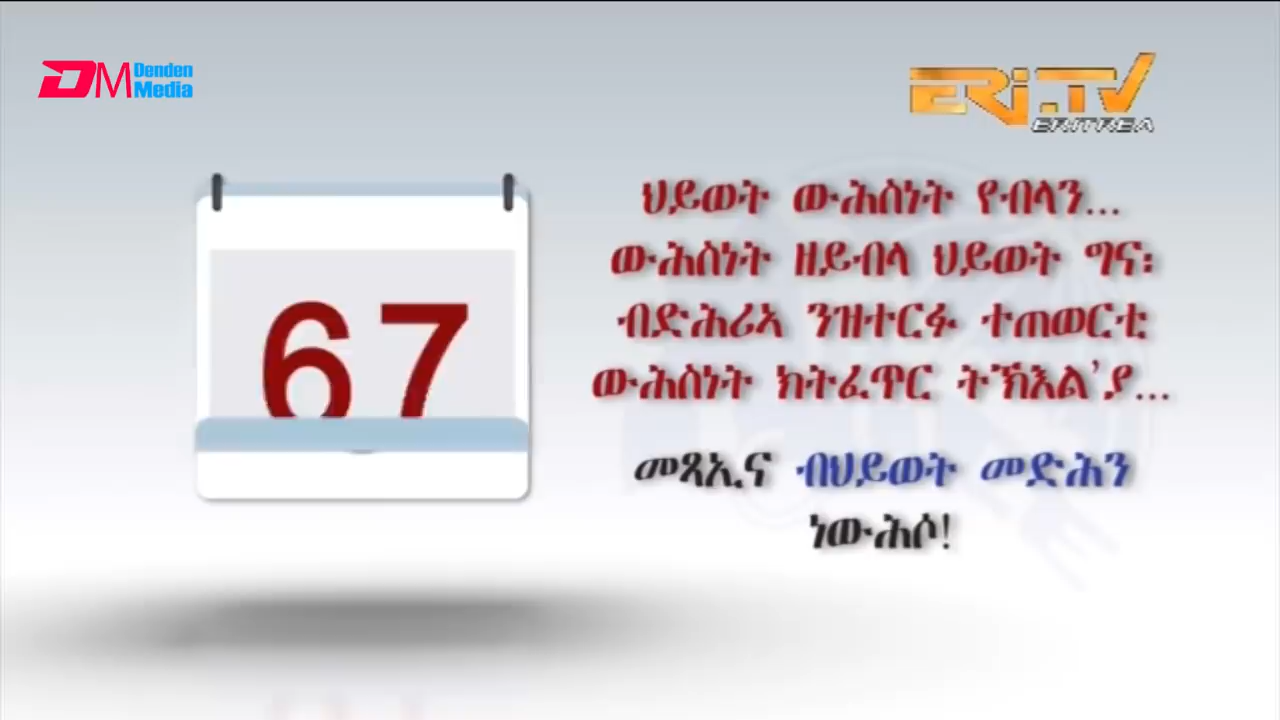 DM Denden
Media
ERI.TV
ERITREA
67
ህይወት ውሕስነት የብላን...
ውሕስነት ዘይብላ ህይወት ግና፡
ብድሕሪኣ ንዝተርፉ ተጠወርቲ
ውሕስነት ክትፈጥር ትኽእል'ያ...
መጻኢና ብህይወት መድሕን
ነውሕሶ!